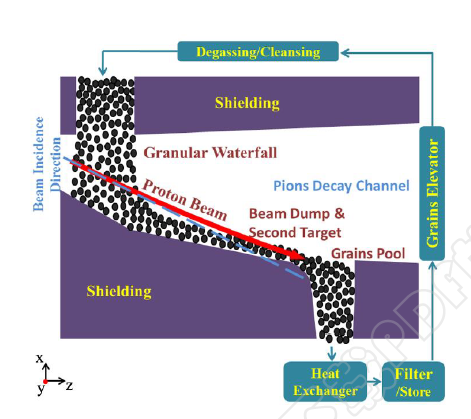 Degassing/Cleansing
Shielding
Granular Waterfall
Beam Incidence
Direction
Proton Beam
Pions Decay Channel
Grains Elevator
Beam Dump &
Second Target
Grains Pool
Shielding
x
y
z
Heat
Exchanger
Filter
/Store